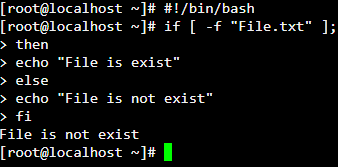 [root@localhost ~]# #!/bin/bash
[root@localhost ~]# if [ -f "File.txt" ];
> then
> echo "File is exist"
> else
> echo "File is not exist"
> fi
File is not exist
[root@localhost ~]#